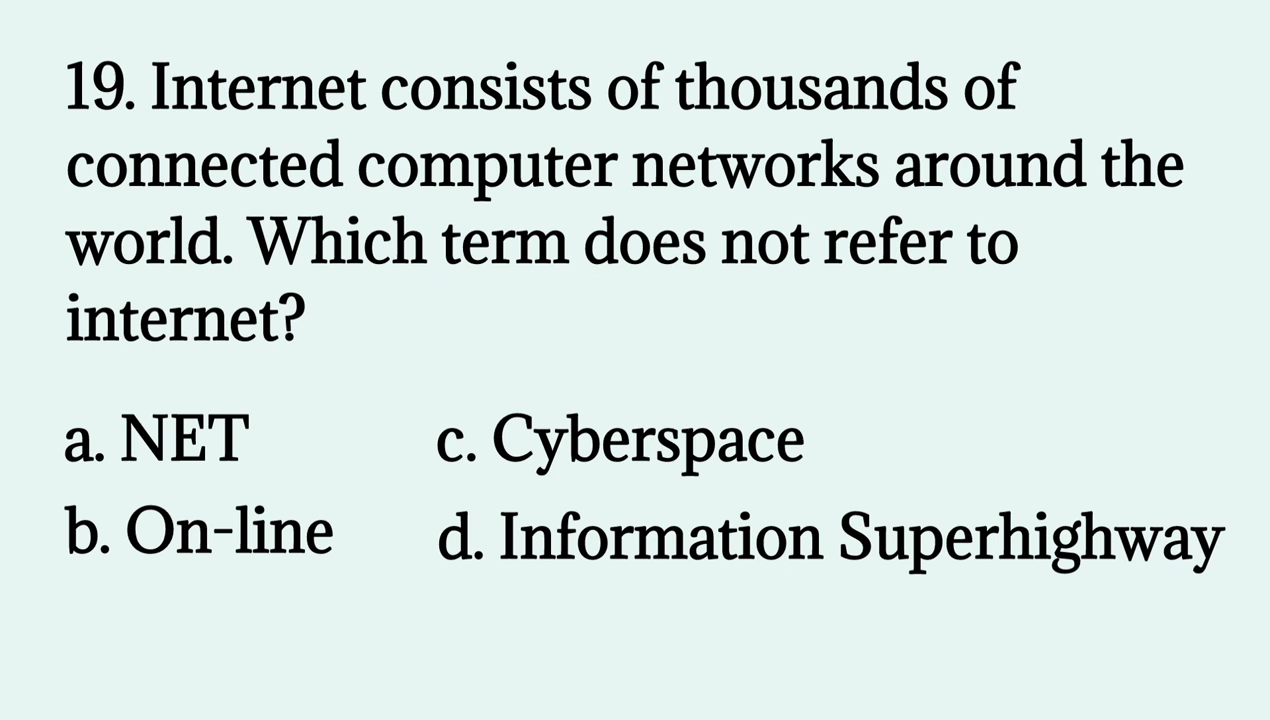 19. Internet consists of thousands of
connected computer networks around the
world. Which term does not refer to
internet?
a. NET
b. On-line
c. Cyberspace
d. Information Superhighway